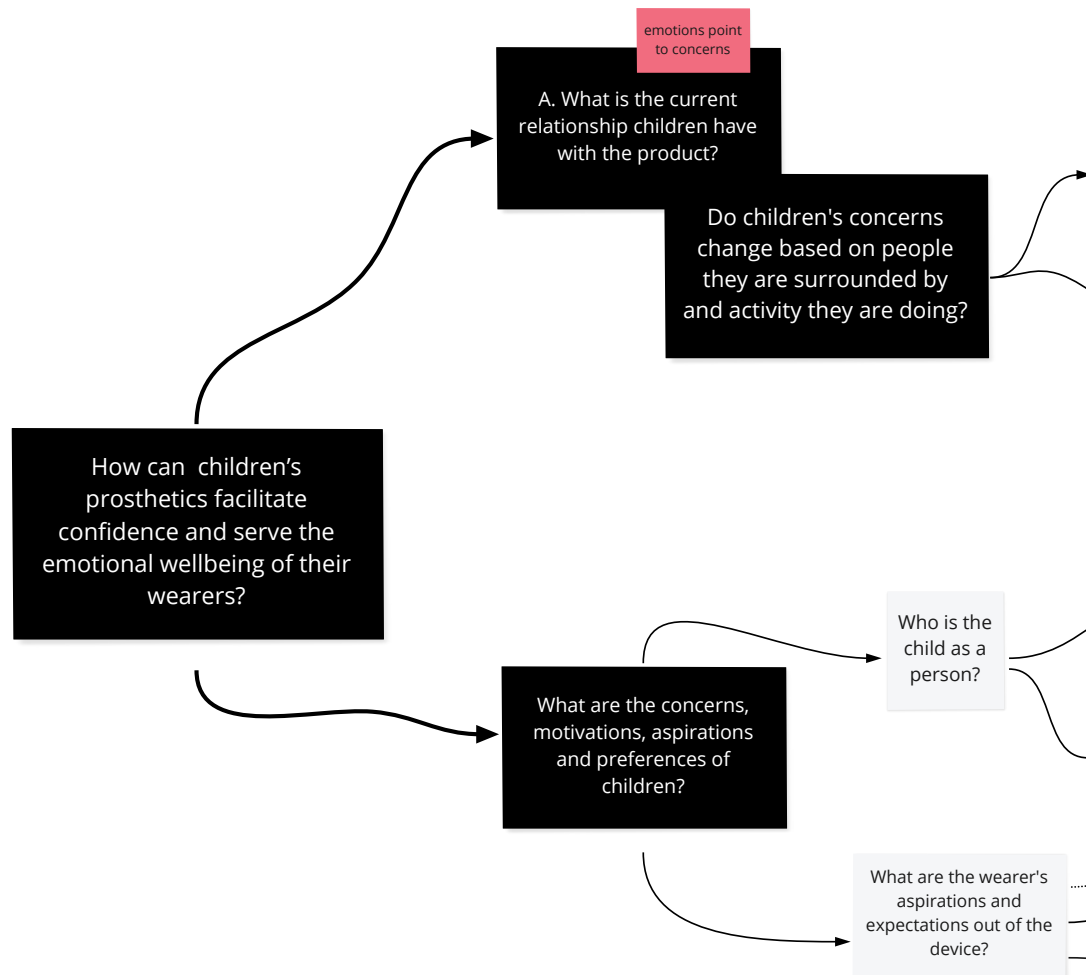 emotions point
to concerns
A. What is the current
relationship children have
with the product?
Do children's concerns
change based on people
they are surrounded by
and activity they are doing?
How can  children’s
prosthetics facilitate
confidence and serve the
emotional wellbeing of their
wearers?
Who is the
child as a
person?
What are the concerns,
motivations, aspirations
and preferences of
children?
What are the wearer's
aspirations and
expectations out of the
device?